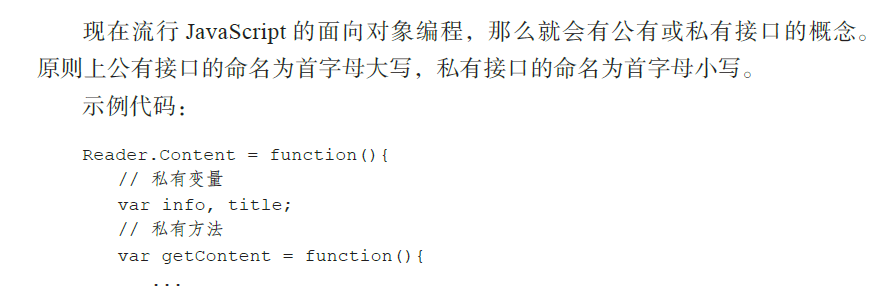 现在流行 JavaScript 的面向对象编程，那么就会有公有或私有接口的概念。
原则上公有接口的命名为首字母大写，私有接口的命名为首字母小写。
示例代码：
Reader.Content = function(){
// 私有变量
var info, title;
// 私有方法
var getContent = function(){
...